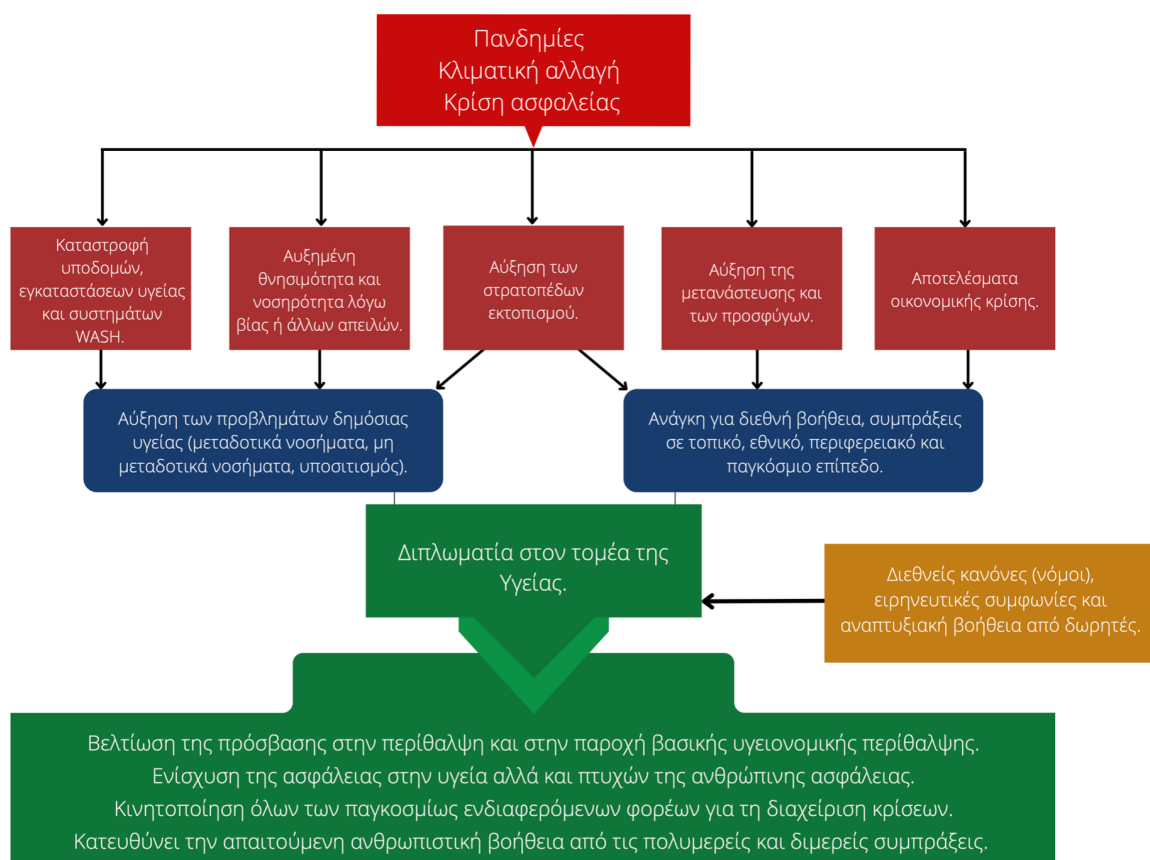 Πανδημίες
Κλιματική αλλαγή
Κρίση ασφαλείας
Καταστροφή
υποδομών,
εγκαταστάσεων υγείας
και συστημάτων
WASH.
Αυξημένη
θνησιμότητα και
νοσηρότητα λόγω
βίας ή άλλων απειλών.
Αύξηση των
στρατοπέδων
εκτοπισμού.
Αύξηση της
μετανάστευσης και
των προσφύγων.
Αποτελέσματα
οικονομικής κρίσης.
Αύξηση των προβλημάτων δημόσιας
υγείας (μεταδοτικά νοσήματα, μη
μεταδοτικά νοσήματα, υποσιτισμός).
Ανάγκη για διεθνή βοήθεια, συμπράξεις
σε τοπικό, εθνικό, περιφερειακό και
παγκόσμιο επίπεδο.
Διπλωματία στον τομέα της
Υγείας.
Διεθνείς κανόνες (νόμοι),
ειρηνευτικές συμφωνίες και
αναπτυξιακή βοήθεια από δωρητές.
Βελτίωση της πρόσβασης στην περίθαλψη και στην παροχή βασικής υγειονομικής περίθαλψης.
Ενίσχυση της ασφάλειας στην υγεία αλλά και πτυχών της ανθρώπινης ασφάλειας.
Κινητοποίηση όλων των παγκοσμίως ενδιαφερόμενων φορέων για τη διαχείριση κρίσεων.
Κατευθύνει την απαιτούμενη ανθρωπιστική βοήθεια από τις πολυμερείς και διμερείς συμπράξεις.